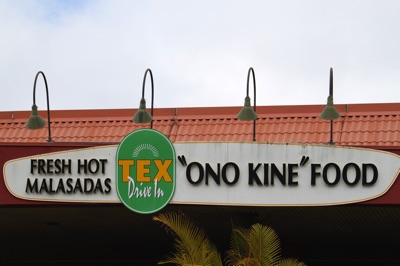 FRESH HOT
MALASADAS
TEX
Drive In
"ONO KINE" FOOD